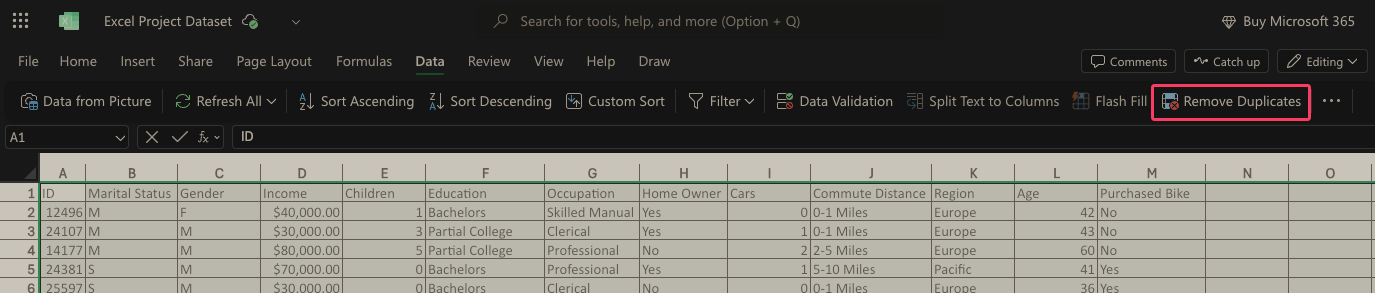 Excel Project Dataset Search for tools, help, and more (Option + Q) Buy Microsoft 365
File Home Insert Share Page Layout Formulas Data Review View Help Draw Comments Catch up Editing
Data from Picture Refresh All Sort Ascending Sort Descending Custom Sort Filter Data Validation Split Text to Columns Flash Fill Remove Duplicates ...
A1 fx ID
A B C D E F G H I J K L M N O
1 ID Marital Status Gender Income Children Education Occupation Home Owner Cars Commute Distance Region Age Purchased Bike
2 12496 M F $40,000.00 1 Bachelors Skilled Manual Yes 0 0-1 Miles Europe 42 No
3 24107 M M $30,000.00 3 Partial College Clerical Yes 1 0-1 Miles Europe 43 No
4 14177 M M $80,000.00 5 Partial College Professional No 2 2-5 Miles Europe 60 No
5 24381 S M $70,000.00 0 Bachelors Professional Yes 1 5-10 Miles Pacific 41 Yes
6 25597 S M $30,000.00 0 Bachelors Clerical No 0 0-1 Miles Europe 36 Yes